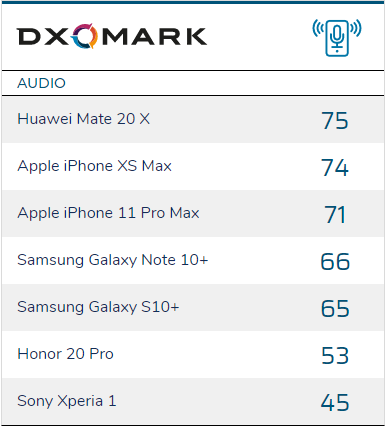 DXOMARK
AUDIO
Huawei Mate 20 X 75
Apple iPhone XS Max 74
Apple iPhone 11 Pro Max 71
Samsung Galaxy Note 10+ 66
Samsung Galaxy S10+ 65
Honor 20 Pro 53
Sony Xperia 1 45